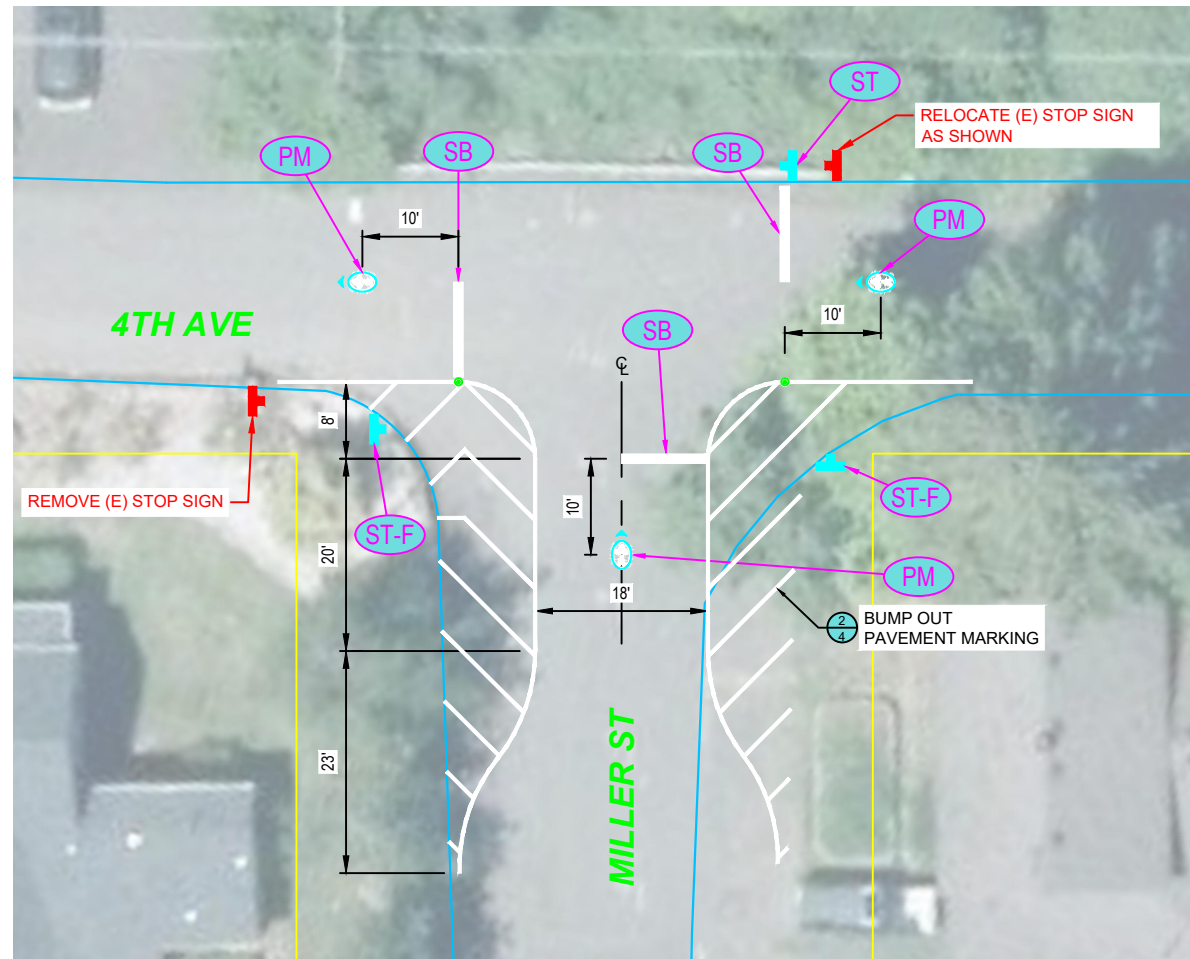 ST
RELOCATE (E) STOP SIGN
AS SHOWN
PM
SB
SB
PM
10'
4TH AVE
10'
SB
℄
8'
REMOVE (E) STOP SIGN
ST-F
20'
10'
ST-F
PM
18'
2
4
BUMP OUT
PAVEMENT MARKING
23'
MILLER ST